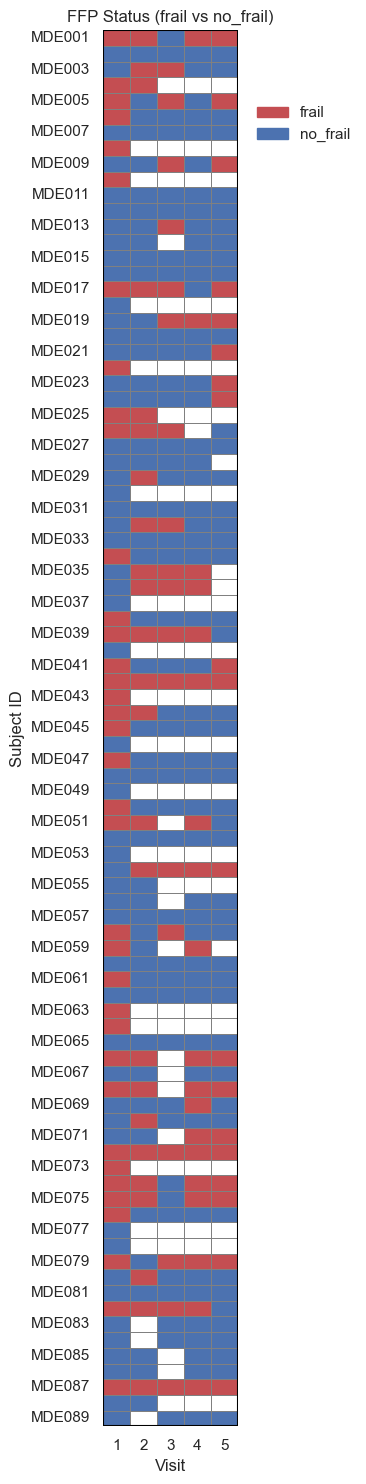 FFP Status (frail vs no_frail)
frail
no_frail
MDE001
MDE003
MDE005
MDE007
MDE009
MDE011
MDE013
MDE015
MDE017
MDE019
MDE021
MDE023
MDE025
MDE027
MDE029
MDE031
MDE033
MDE035
MDE037
MDE039
MDE041
MDE043
MDE045
MDE047
MDE049
MDE051
MDE053
MDE055
MDE057
MDE059
MDE061
MDE063
MDE065
MDE067
MDE069
MDE071
MDE073
MDE075
MDE077
MDE079
MDE081
MDE083
MDE085
MDE087
MDE089
Subject ID
1 2 3 4 5
Visit